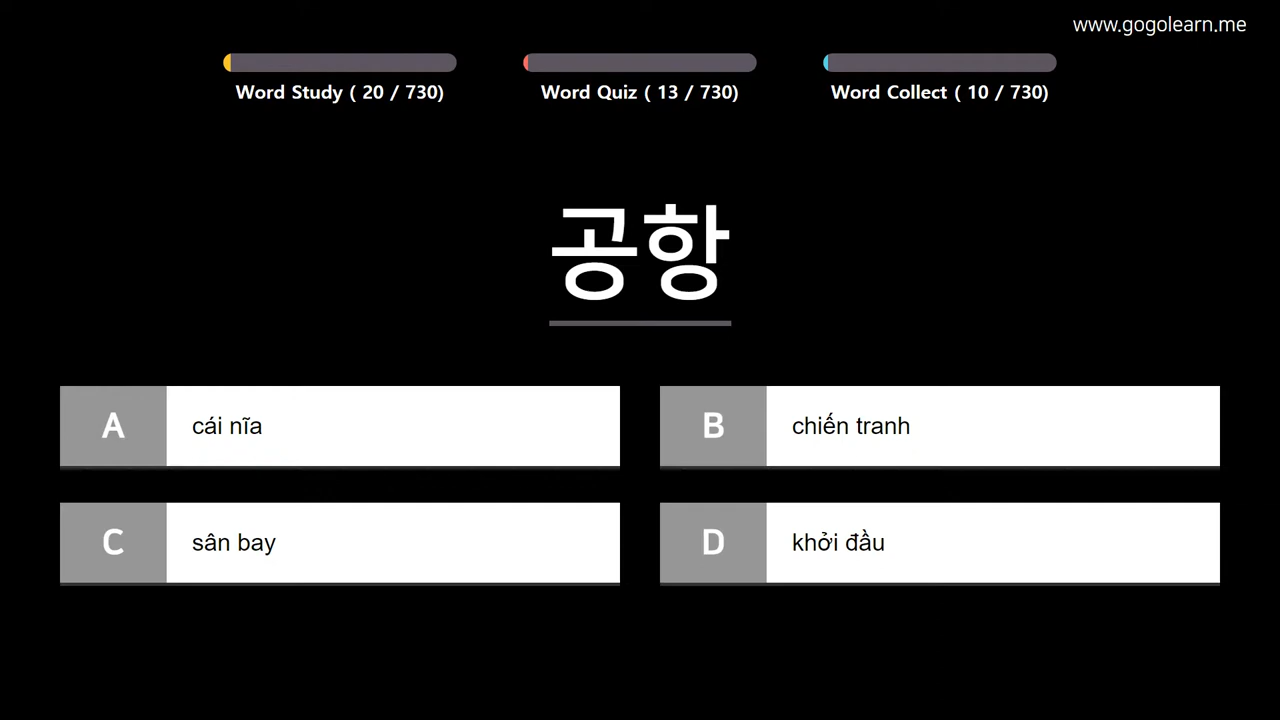 www.gogolearn.me
Word Study ( 20 / 730)
Word Quiz ( 13 / 730)
Word Collect ( 10 / 730)
공항
A cái nĩa
B chiến tranh
C sân bay
D khởi đầu